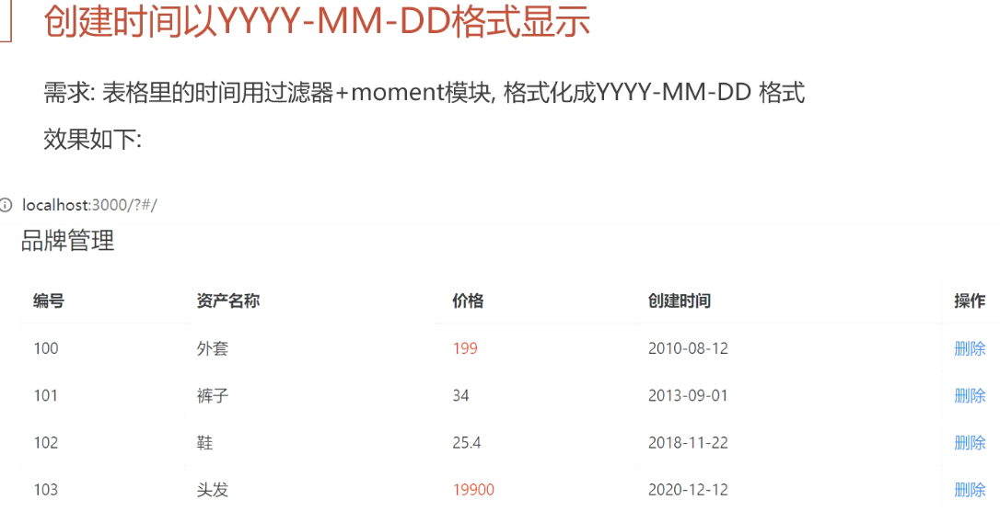 创建时间以YYYY-MM-DD格式显示
需求: 表格里的时间用过滤器+moment模块, 格式化成YYYY-MM-DD 格式
效果如下:
localhost:3000/?#/
品牌管理
编号 资产名称 价格 创建时间 操作
100 外套 199 2010-08-12 删除
101 裤子 34 2013-09-01 删除
102 鞋 25.4 2018-11-22 删除
103 头发 19900 2020-12-12 删除